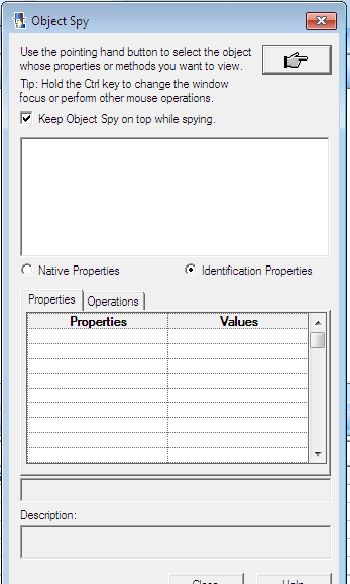 Object Spy
Use the pointing hand button to select the object
whose properties or methods you want to view.
Tip: Hold the Ctrl key to change the window
focus or perform other mouse operations.
Keep Object Spy on top while spying.
Native Properties
Identification Properties
Properties
Operations
Properties
Values
Description:
Close
Help